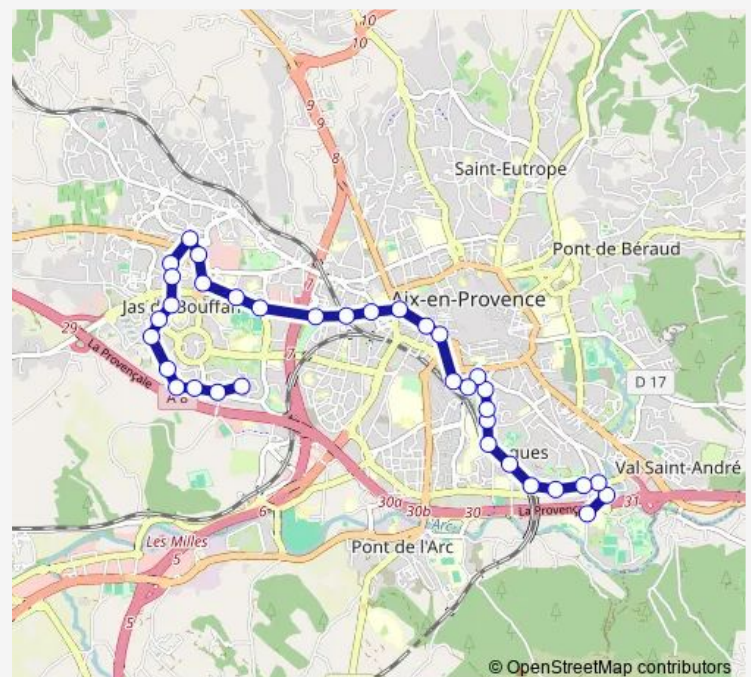 10
10
9
9
8
Saint-Eutrope
Pont de Béraud
Aix-en-Provence
Jas de Bouffan
29
La Provençale
7
A 8
D 17
Val Saint-André
6
30a
30b
30
Arc
La Provençale
31
Les Milles
5
Pont de l'Arc
5
© OpenStreetMap contributors